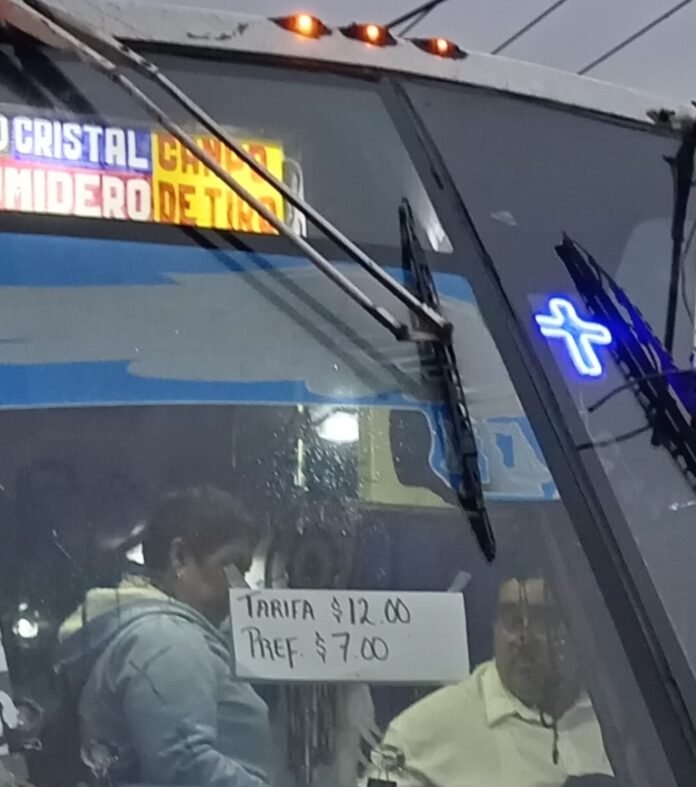 CRISTAL CAMPO
MIDERO DE TIRO
TARIFA $12.00
PREF. $7.00